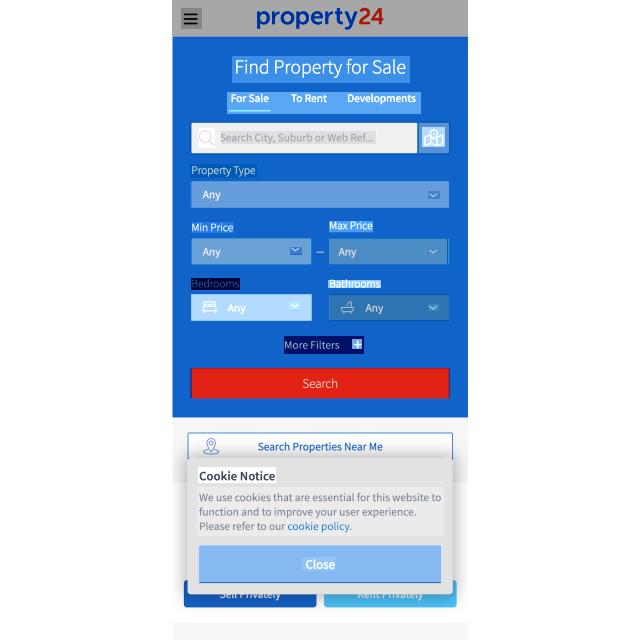 property24
Find Property for Sale
For Sale To Rent Developments
Search City, Suburb or Web Ref...
Property Type
Any
Min Price Max Price
Any – Any
Bedrooms Bathrooms
Any Any
More Filters +
Search
Search Properties Near Me
Cookie Notice
We use cookies that are essential for this website to
function and to improve your user experience.
Please refer to our cookie policy.
Close
Sell Privately Rent Privately